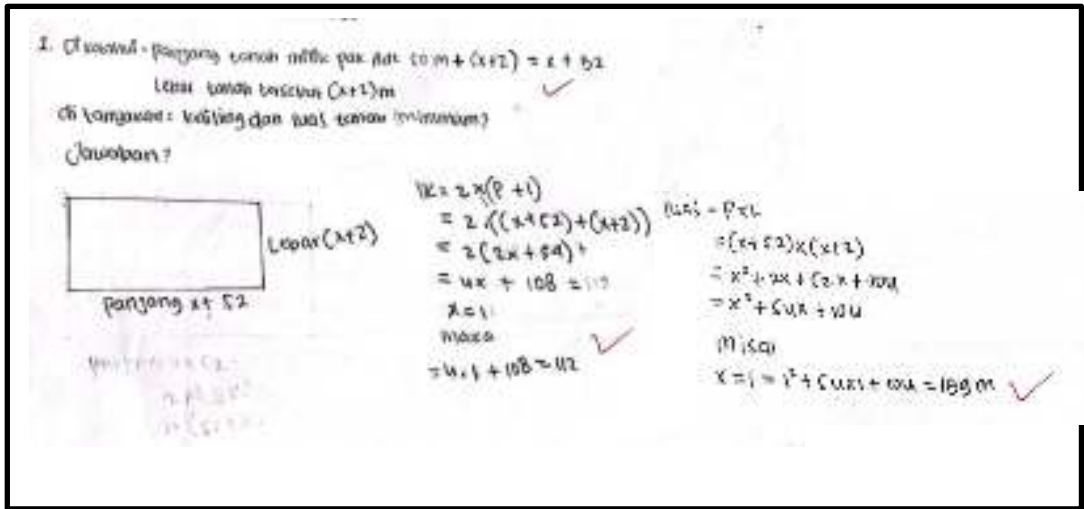 1. Diketahui = panjang tanah milik pak Adi 50 m + (x+2) = x + 52
Lebar tanah tersebut (x+2) m
di tanyakan: keliling dan luas tanah minimum?
Jawaban?
Lebar (x+2)
Panjang x + 52
K = 2 x (P + l)
= 2 ((x+52)+(x+2))
= 2 (2x + 54)
= 4x + 108
x = 1
maka
= 4.1 + 108 = 112
Luas = P x L
= (x+52) x (x+2)
= x² + 2x + 52x + 104
= x² + 54x + 104
Misal
x = 1 = 1² + 54x1 + 104 = 159 m